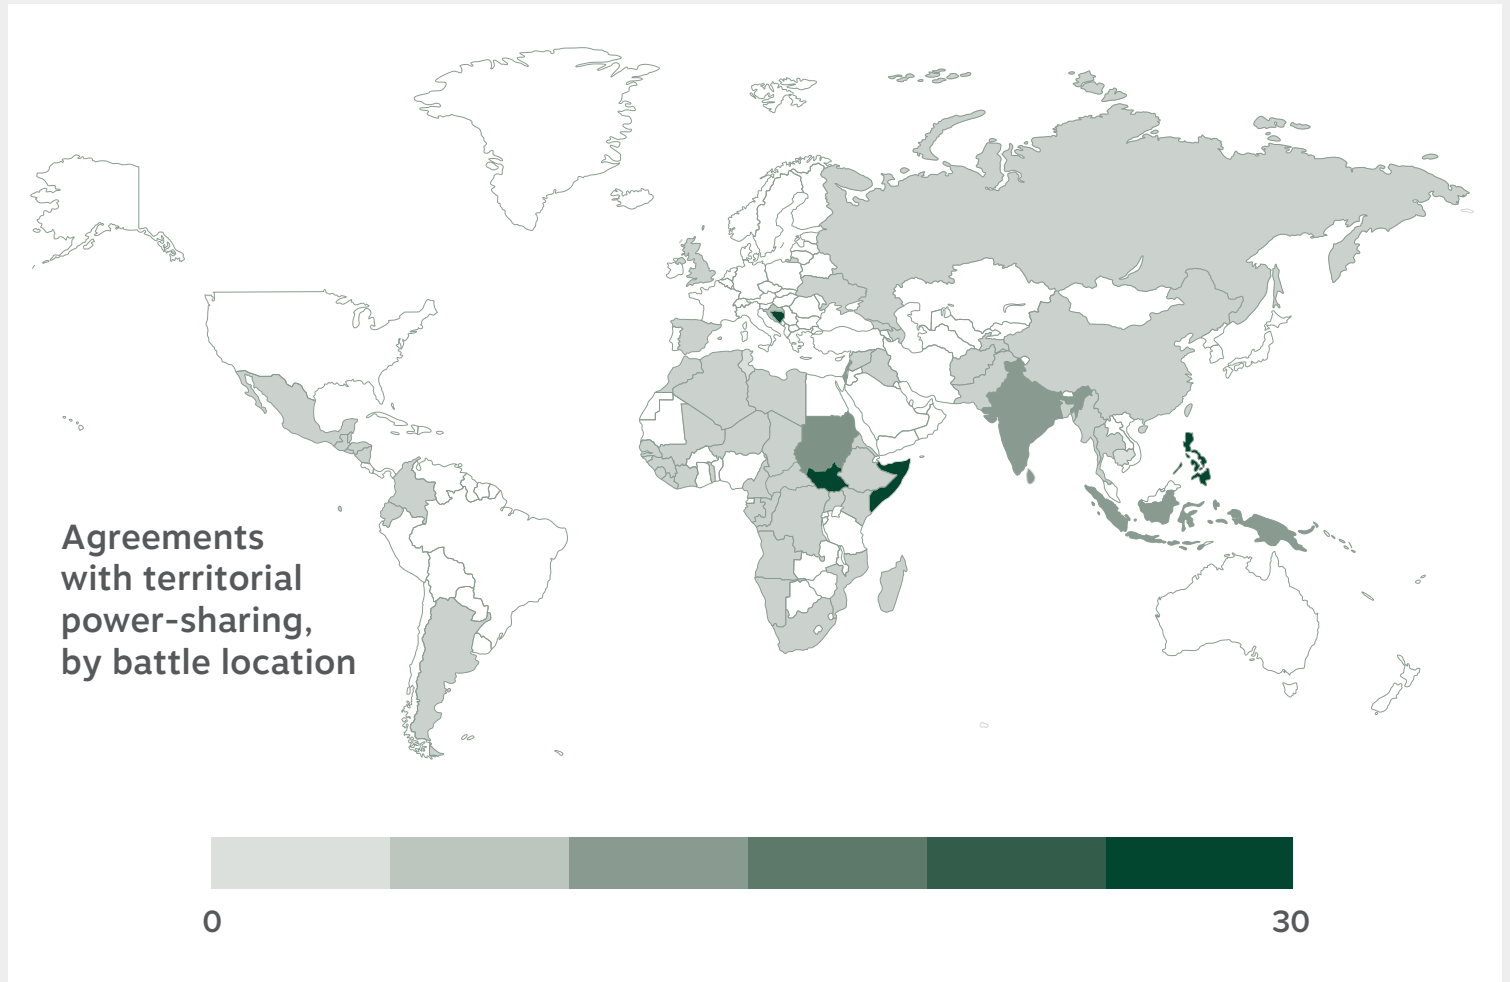 Agreements
with territorial
power-sharing,
by battle location
0
30